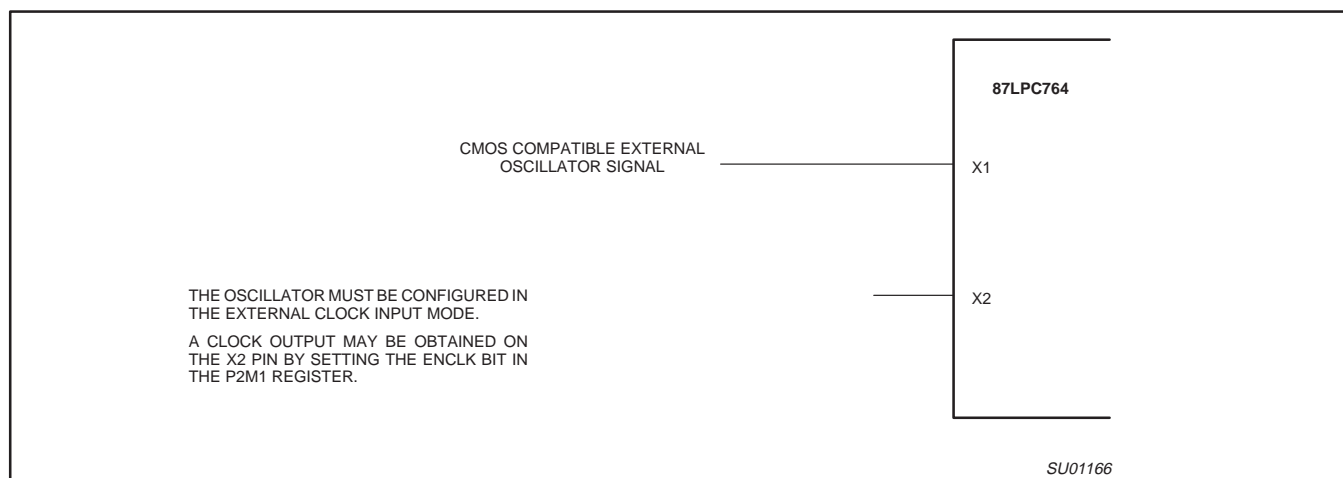 87LPC764
CMOS COMPATIBLE EXTERNAL
OSCILLATOR SIGNAL
X1
THE OSCILLATOR MUST BE CONFIGURED IN
THE EXTERNAL CLOCK INPUT MODE.
X2
A CLOCK OUTPUT MAY BE OBTAINED ON
THE X2 PIN BY SETTING THE ENCLK BIT IN
THE P2M1 REGISTER.
SU01166